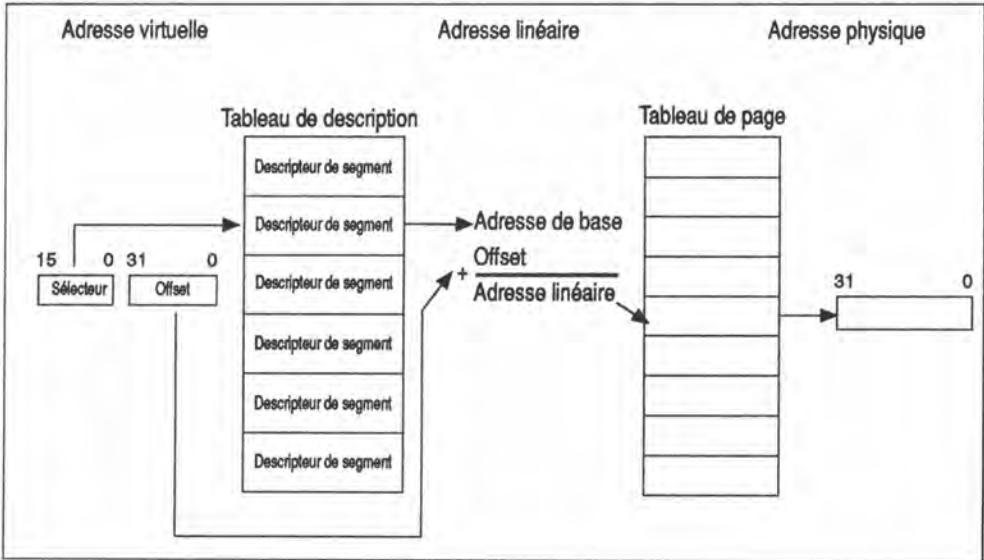 Adresse virtuelle
Adresse linéaire
Adresse physique
Tableau de description
Tableau de page
Descripteur de segment
Descripteur de segment
Adresse de base
15 0 31 0
Offset
31 0
Sélecteur
Offset
Descripteur de segment
+
Adresse linéaire
Descripteur de segment
Descripteur de segment
Descripteur de segment